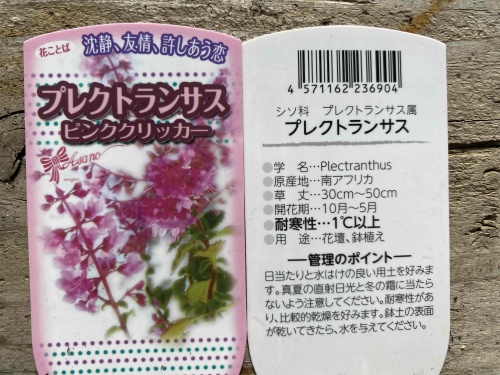 花ことば 沈静、友情、許しあう恋
プレクトランサス
ピンククリッカー
Asano
4 571162 236904
シソ科 プレクトランサス属
プレクトランサス
●学 名…Plectranthus
●原産地…南アフリカ
●草 丈…30cm～50cm
●開花期…10月～5月
●耐寒性…1℃以上
●用 途…花壇、鉢植え
―管理のポイント―
日当たりと水はけの良い用土を好みま
す。真夏の直射日光と冬の霜に当たら
ないよう注意してください。耐寒性があ
り、比較的乾燥を好みます。鉢土の表面
が乾いてきたら、水を与えてください。